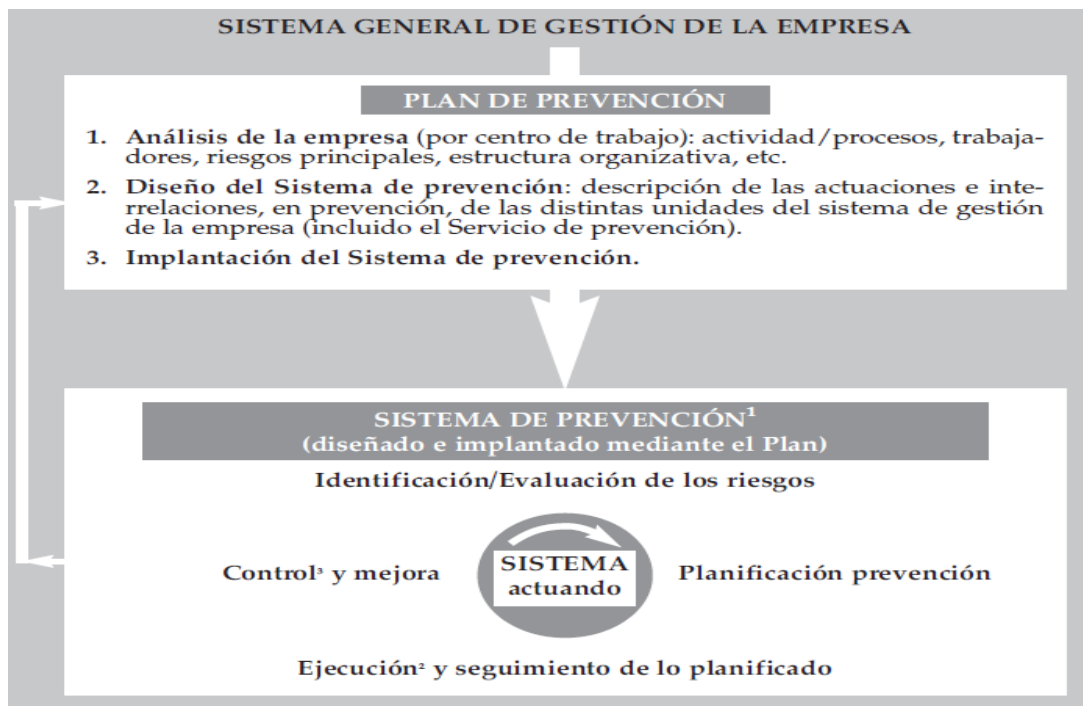 SISTEMA GENERAL DE GESTIÓN DE LA EMPRESA
PLAN DE PREVENCIÓN
1. Análisis de la empresa (por centro de trabajo): actividad/procesos, trabaja-
dores, riesgos principales, estructura organizativa, etc.
2. Diseño del Sistema de prevención: descripción de las actuaciones e inte-
rrelaciones, en prevención, de las distintas unidades del sistema de gestión
de la empresa (incluido el Servicio de prevención).
3. Implantación del Sistema de prevención.
SISTEMA DE PREVENCIÓN¹
(diseñado e implantado mediante el Plan)
Identificación/Evaluación de los riesgos
Control³ y mejora
SISTEMA
actuando
Planificación prevención
Ejecución² y seguimiento de lo planificado